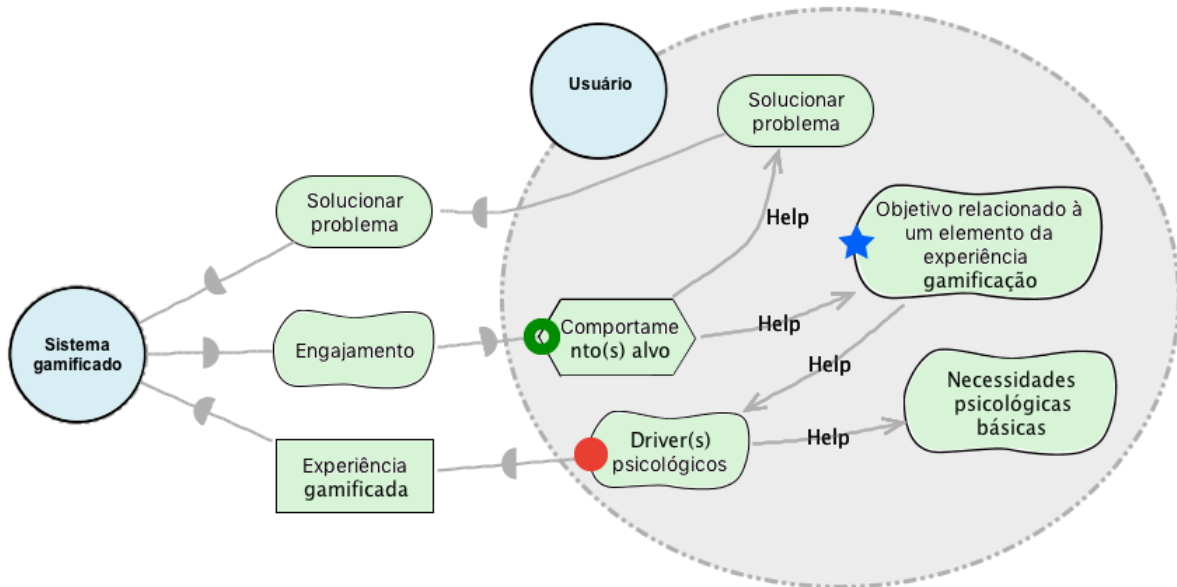 Usuário
Solucionar
problema
Solucionar
problema
Help
Objetivo relacionado à
um elemento da
experiência
gamificação
Sistema
gamificado
Engajamento
Comportame
nto(s) alvo
Help
Help
Necessidades
psicológicas
básicas
Driver(s)
psicológicos
Help
Experiência
gamificada